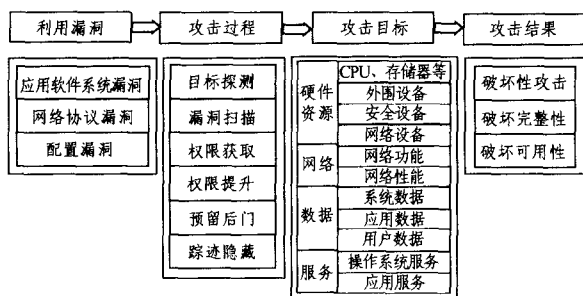 利用漏洞
攻击过程
攻击目标
攻击结果
应用软件系统漏洞
网络协议漏洞
配置漏洞
目标探测
漏洞扫描
权限获取
权限提升
预留后门
踪迹隐藏
硬件资源
CPU、存储器等
外围设备
安全设备
网络设备
网络
网络功能
网络性能
数据
系统数据
应用数据
用户数据
服务
操作系统服务
应用服务
破坏性攻击
破坏完整性
破坏可用性